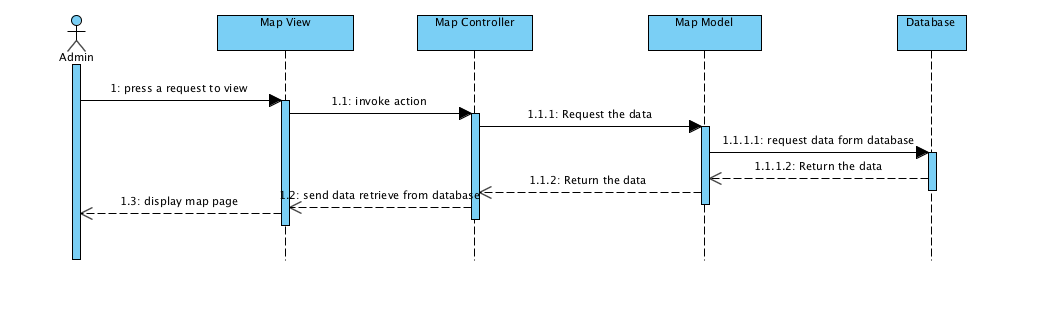 Map View
Map Controller
Map Model
Database
Admin
1: press a request to view
1.1: invoke action
1.1.1: Request the data
1.1.1.1: request data form database
1.1.1.2: Return the data
1.1.2: Return the data
1.2: send data retrieve from database
1.3: display map page